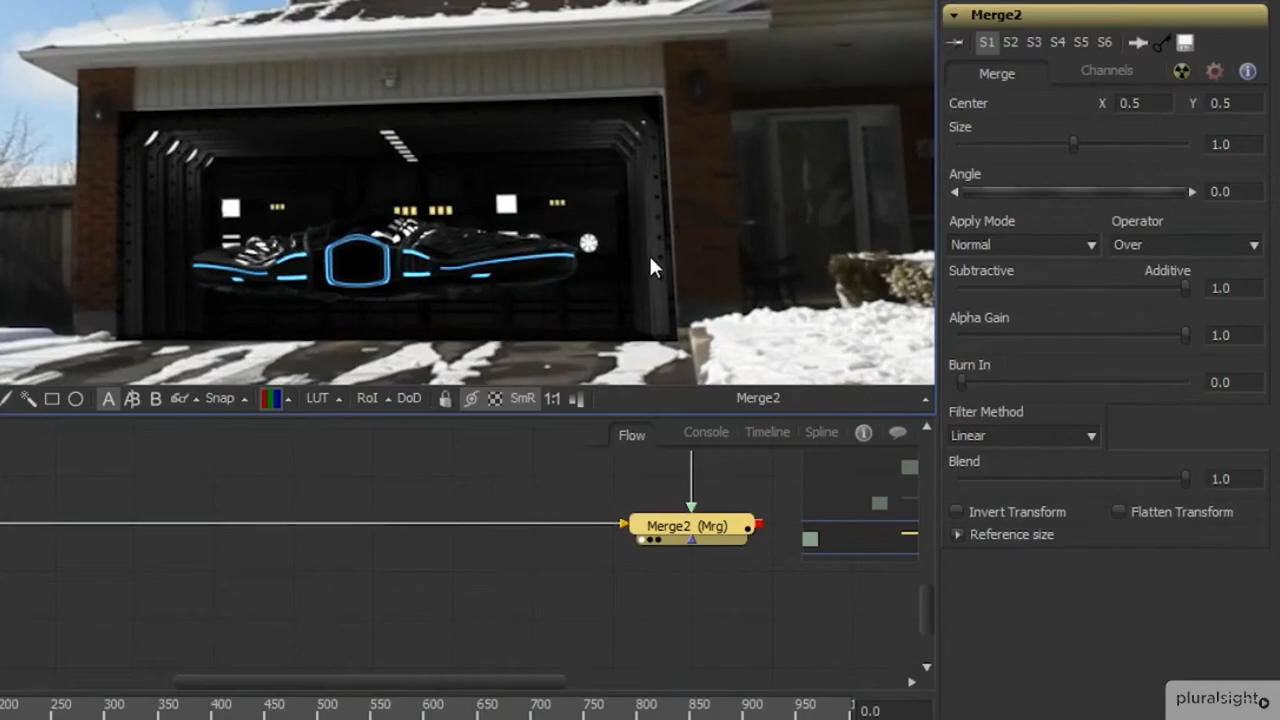 Merge2
S1 S2 S3 S4 S5 S6
Merge Channels
Center X 0.5 Y 0.5
Size
1.0
Angle
0.0
Apply Mode Operator
Normal Over
Subtractive Additive
1.0
Alpha Gain
1.0
Burn In
0.0
Filter Method
Linear
Blend
1.0
Invert Transform Flatten Transform
Reference size
A B Snap LUT RoI DoD SmR 1:1 Merge2
Flow Console Timeline Spline
Merge2 (Mrg)
200 250 300 350 400 450 500 550 600 650 700 750 800 850 900 950 0.0
pluralsight